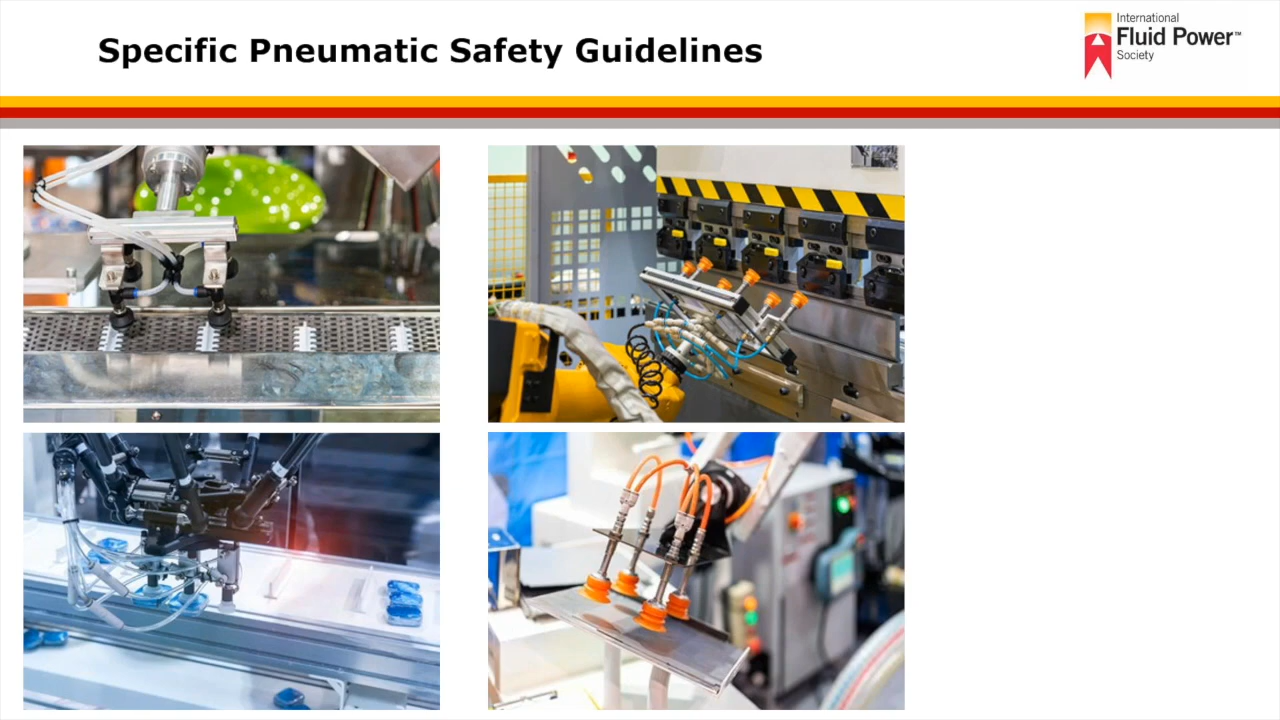 Specific Pneumatic Safety Guidelines
International
Fluid Power™
Society